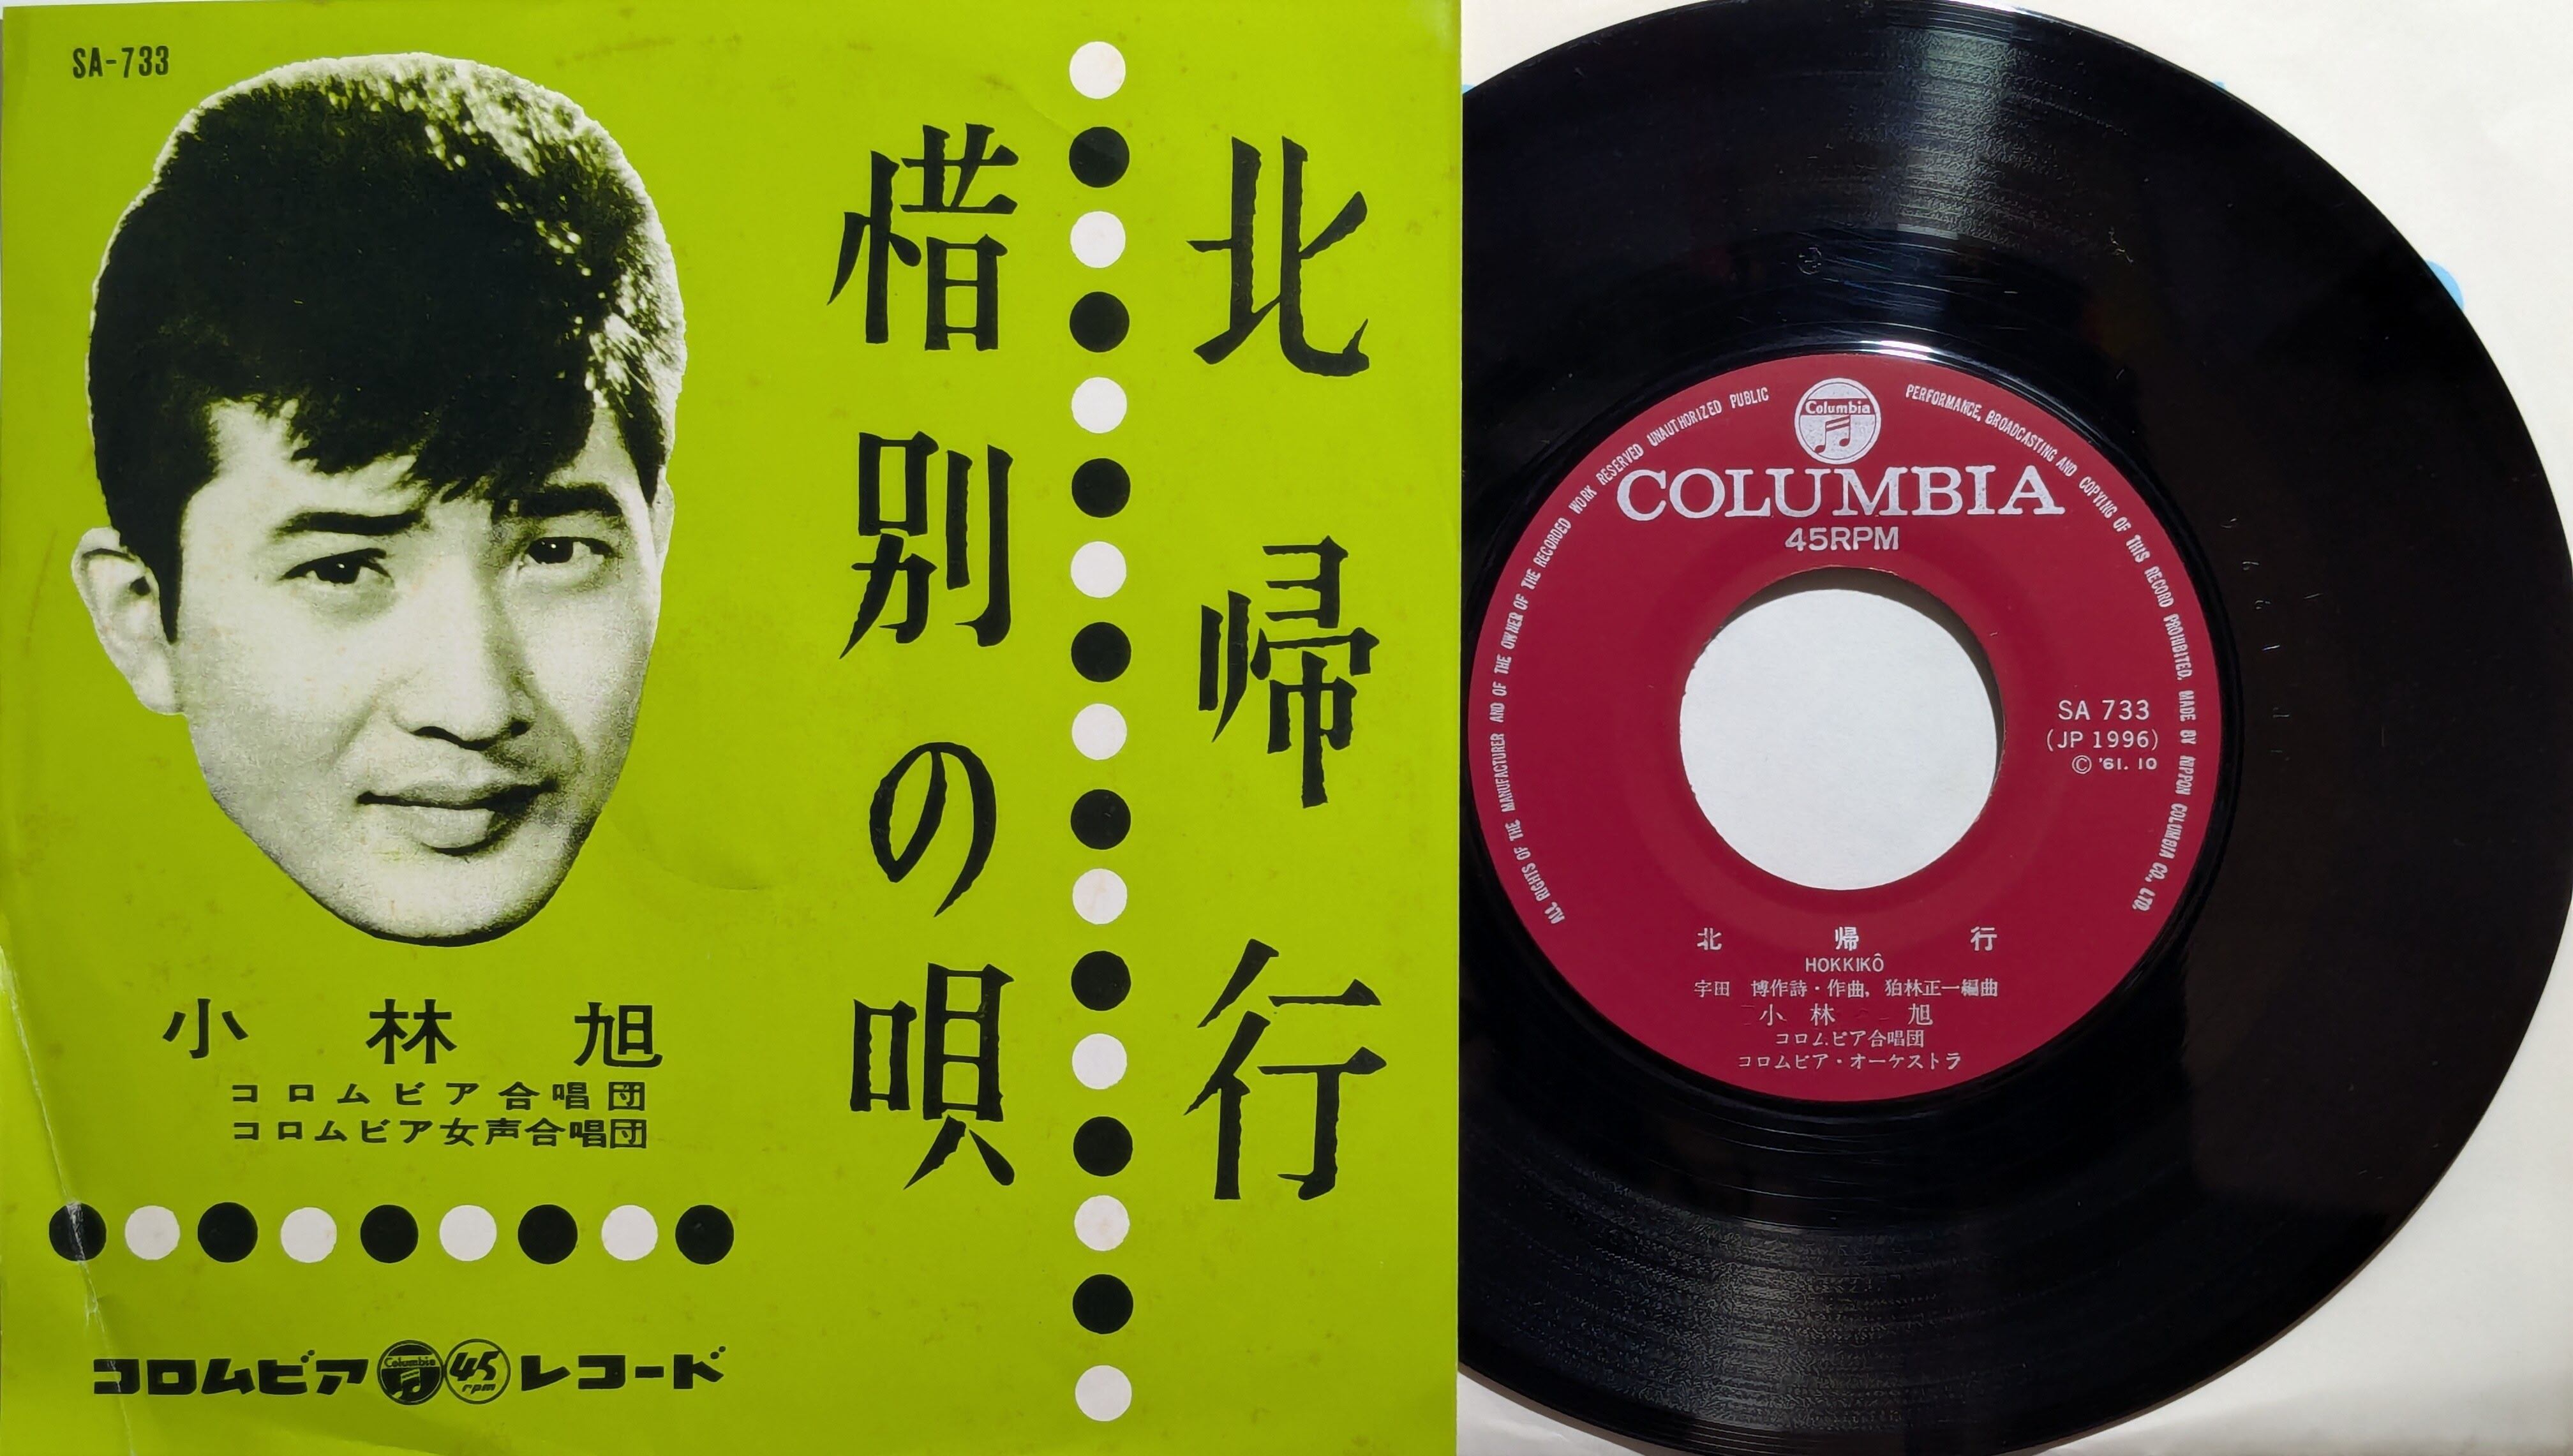 SA-733
北帰行
惜別の唄
小林旭
コロムビア合唱団
コロムビア女声合唱団
コロムビア Columbia 45 rpm レコード
Columbia
COLUMBIA
45RPM
ALL RIGHTS OF THE MANUFACTURER AND OF THE OWNER OF THE RECORDED WORK RESERVED UNAUTHORIZED PUBLIC PERFORMANCE, BROADCASTING AND COPYING OF THIS RECORD PROHIBITED. MADE BY NIPPON COLUMBIA CO., LTD.
SA 733
(JP 1996)
© '61. 10
北帰行
HOKKIKÔ
宇田 博作詩・作曲, 狛林正一編曲
小林 旭
コロムビア合唱団
コロムビア・オーケストラ